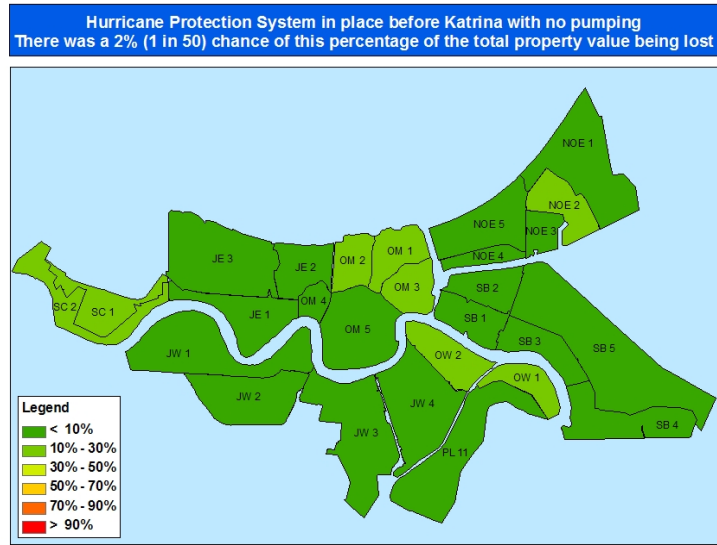 Hurricane Protection System in place before Katrina with no pumping
There was a 2% (1 in 50) chance of this percentage of the total property value being lost
NOE 1
NOE 2
NOE 5
NOE 3
NOE 4
OM 1
OM 2
JE 3
JE 2
OM 3
SB 2
SC 2
SC 1
OM 4
JE 1
SB 1
OM 5
SB 3
SB 5
JW 1
OW 2
OW 1
JW 2
JW 4
JW 3
SB 4
PL 11
Legend
< 10%
10% - 30%
30% - 50%
50% - 70%
70% - 90%
> 90%